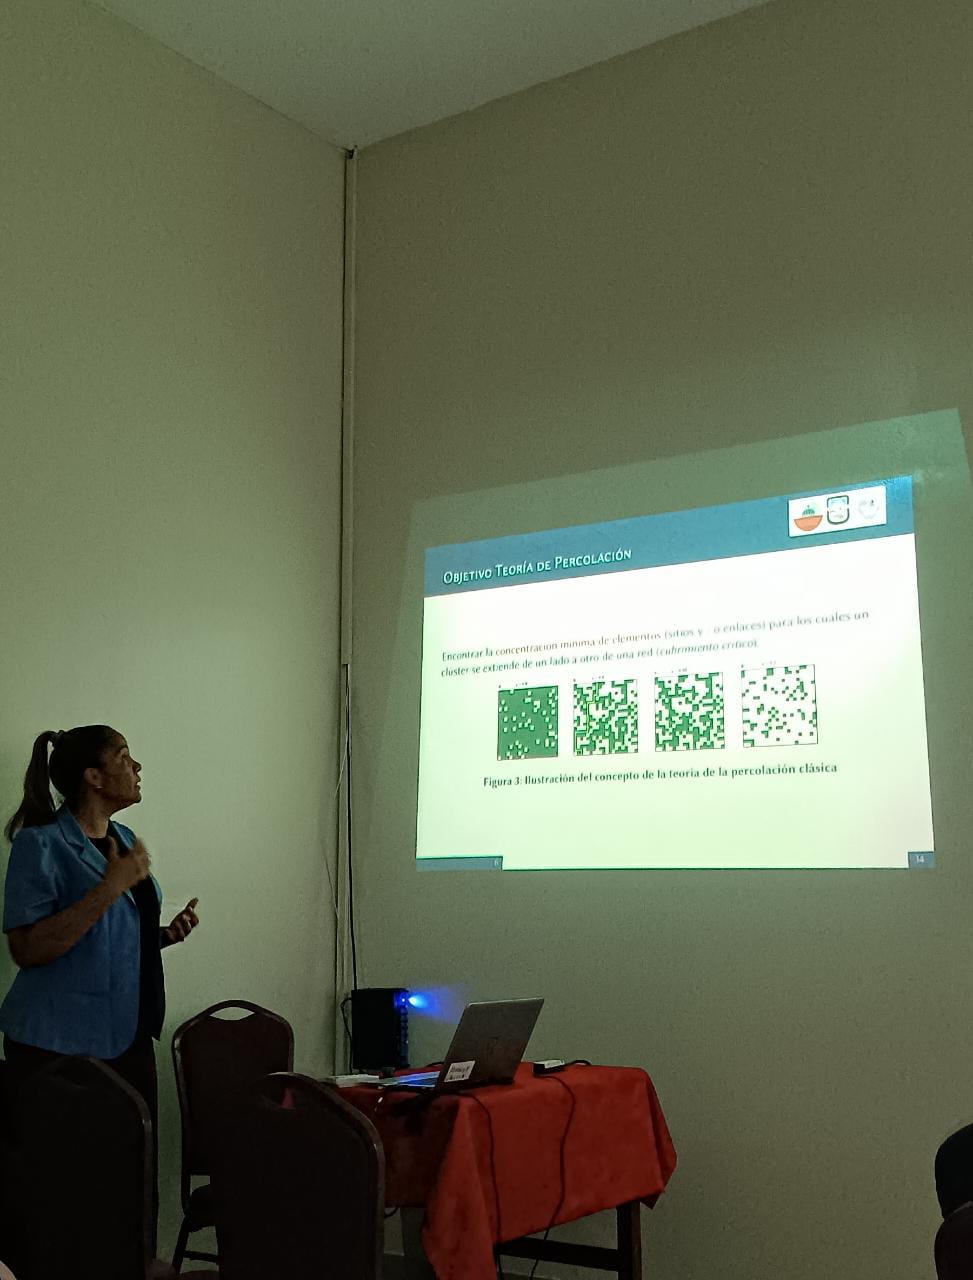 OBJETIVO TEORÍA DE PERCOLACIÓN
Encontrar la concentración mínima de elementos (sitios y - o enlaces) para los cuales un
clúster se extiende de un lado a otro de una red (cubrimiento crítico).
Figura 3: Ilustración del concepto de la teoría de la percolación clásica
6
14